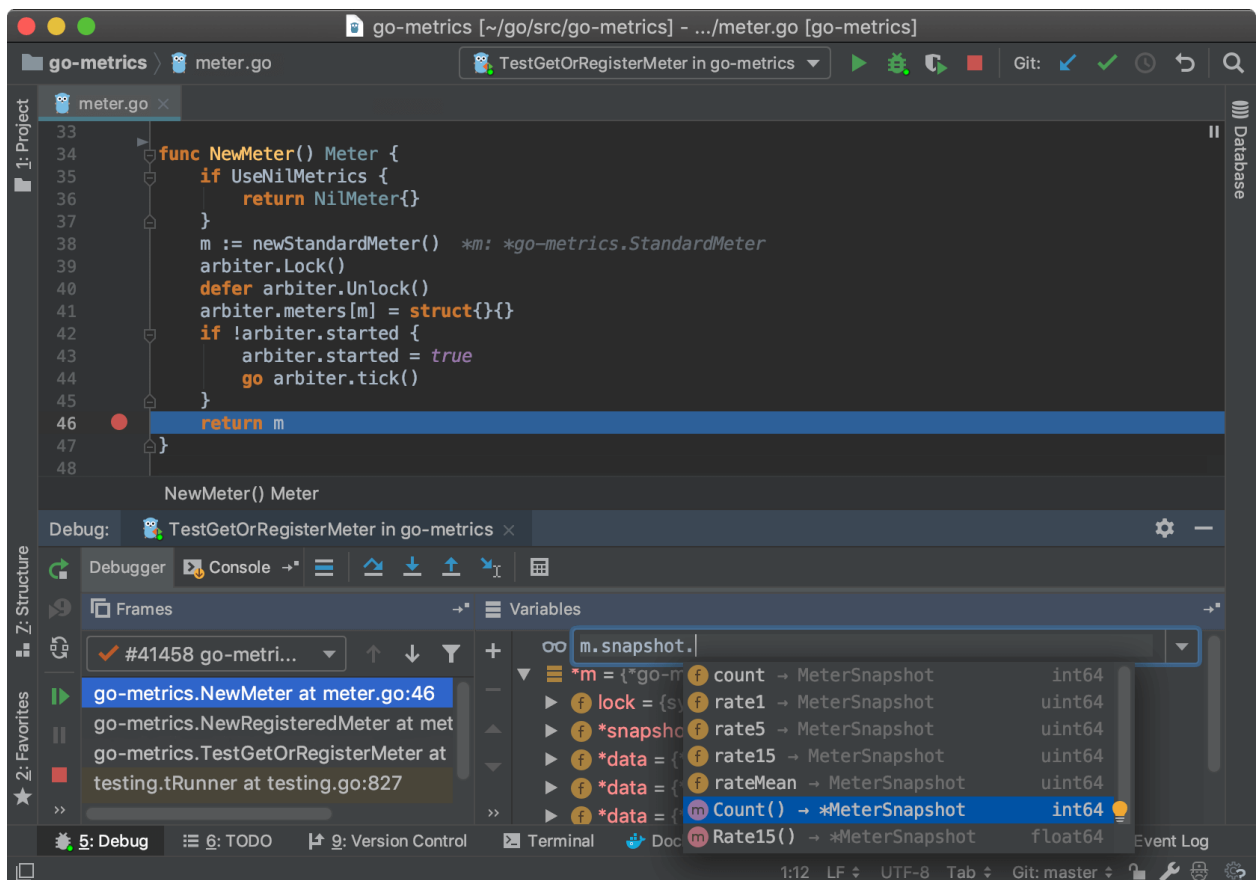 go-metrics [~/go/src/go-metrics] - .../meter.go [go-metrics]
go-metrics meter.go TestGetOrRegisterMeter in go-metrics Git:
1: Project
meter.go
Database
33
34 func NewMeter() Meter {
35 if UseNilMetrics {
36 return NilMeter{}
37 }
38 m := newStandardMeter() *m: *go-metrics.StandardMeter
39 arbiter.Lock()
40 defer arbiter.Unlock()
41 arbiter.meters[m] = struct{}{}
42 if !arbiter.started {
43 arbiter.started = true
44 go arbiter.tick()
45 }
46 return m
47 }
48
NewMeter() Meter
Debug: TestGetOrRegisterMeter in go-metrics
Z: Structure
2: Favorites
Debugger Console
Frames
Variables
#41458 go-metri...
go-metrics.NewMeter at meter.go:46
go-metrics.NewRegisteredMeter at met
go-metrics.TestGetOrRegisterMeter at
testing.tRunner at testing.go:827
m.snapshot.
*m = {*go-m
lock = {sy
*snapsho
*data = {*
*data = {*
*data = {*
count → MeterSnapshot int64
rate1 → MeterSnapshot uint64
rate5 → MeterSnapshot uint64
rate15 → MeterSnapshot uint64
rateMean → MeterSnapshot uint64
Count() → *MeterSnapshot int64
Rate15() → *MeterSnapshot float64
5: Debug 6: TODO 9: Version Control Terminal Doc Event Log
1:12 LF UTF-8 Tab Git: master